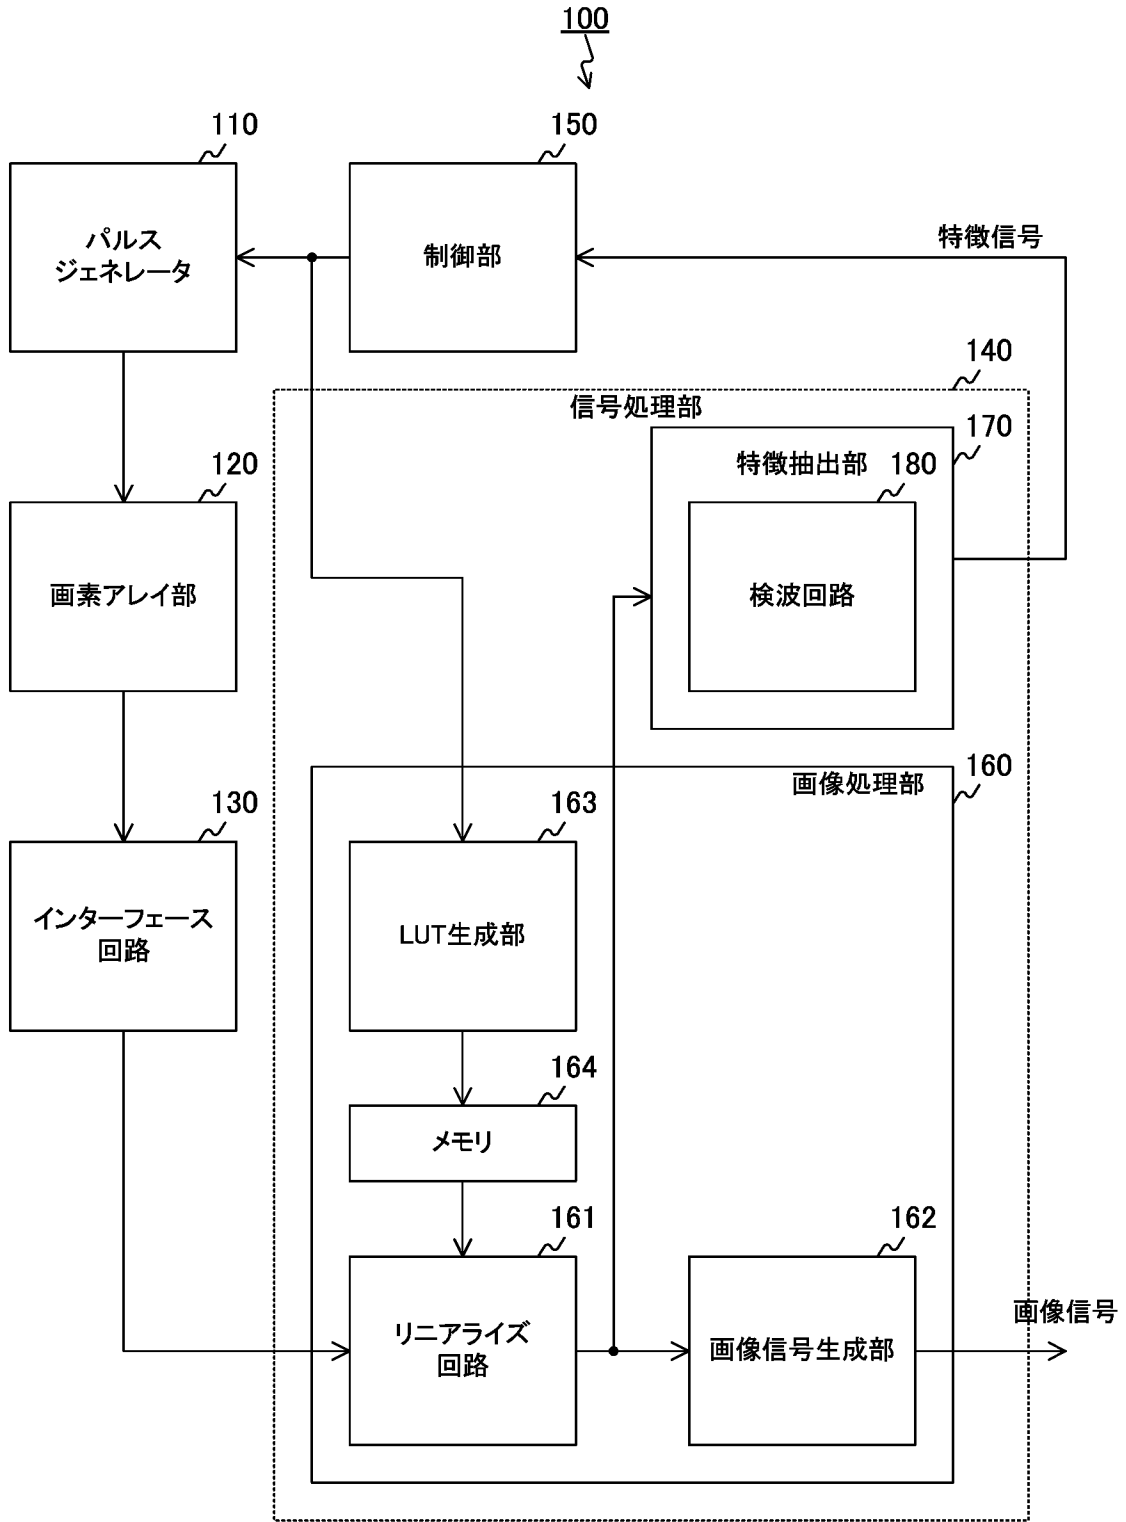 100
110
150
パルス
ジェネレータ
制御部
特徴信号
140
信号処理部
170
特徴抽出部
180
120
画素アレイ部
検波回路
画像処理部
160
130
163
インターフェース
回路
LUT生成部
164
メモリ
161
162
リニアライズ
回路
画像信号生成部
画像信号